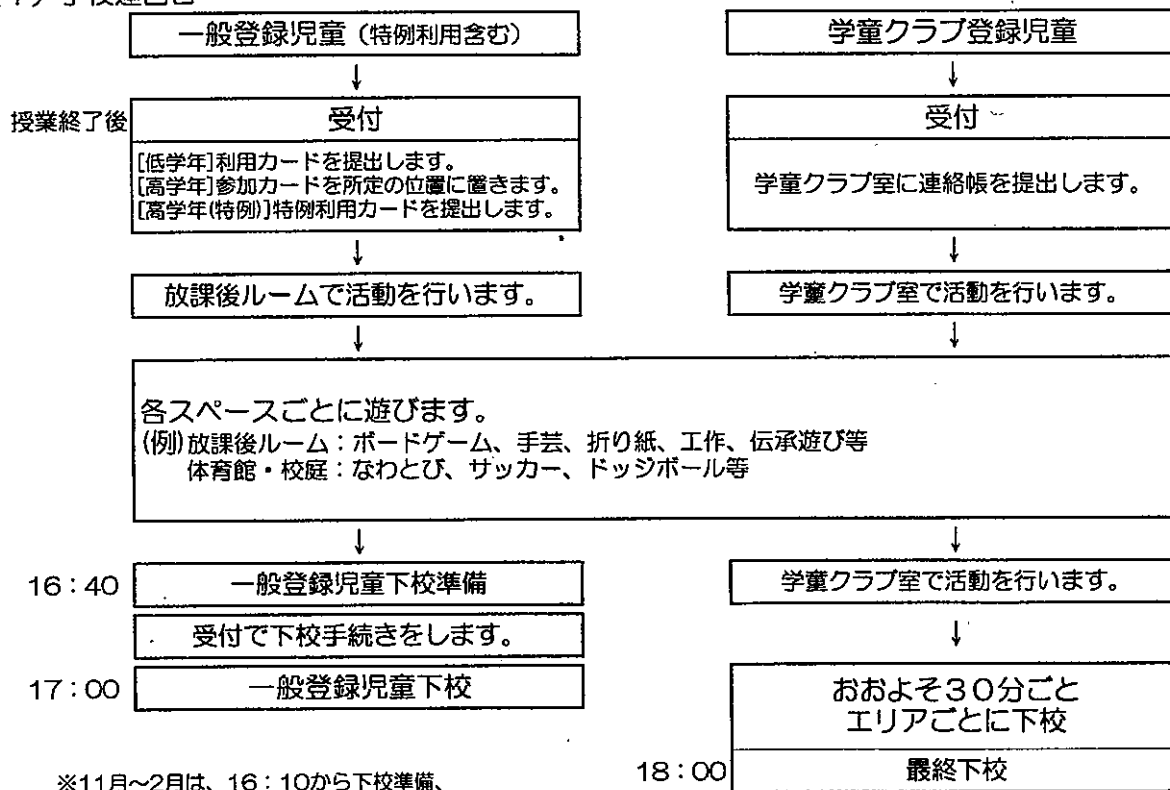 一般登録児童（特例利用含む）
学童クラブ登録児童
↓
↓
授業終了後
受付
受付
[低学年]利用カードを提出します。
[高学年]参加カードを所定の位置に置きます。
[高学年(特例)]特例利用カードを提出します。
学童クラブ室に連絡帳を提出します。
↓
↓
放課後ルームで活動を行います。
学童クラブ室で活動を行います。
↓
↓
各スペースごとに遊びます。
(例)放課後ルーム：ボードゲーム、手芸、折り紙、工作、伝承遊び等
体育館・校庭：なわとび、サッカー、ドッジボール等
↓
↓
16：40
一般登録児童下校準備
学童クラブ室で活動を行います。
受付で下校手続きをします。
↓
17：00
一般登録児童下校
おおよそ30分ごと
エリアごとに下校
18：00
最終下校
※11月～2月は、16：10から下校準備、